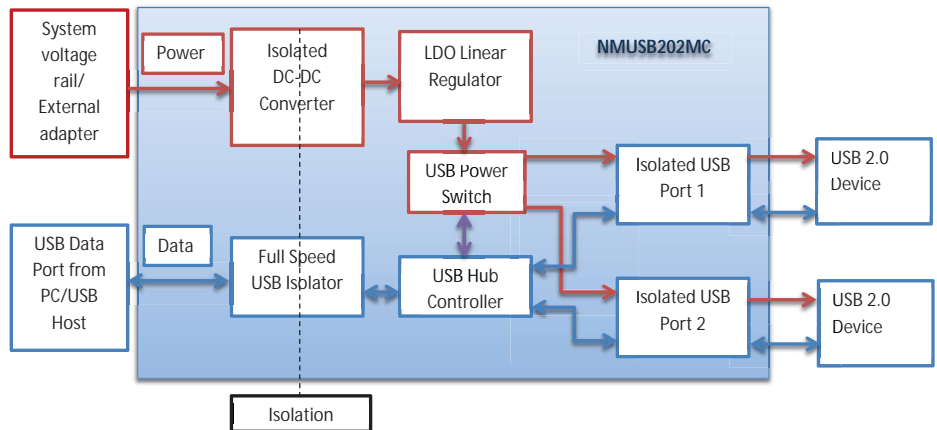 System
voltage
rail/
External
adapter
Power
Isolated
DC-DC
Converter
LDO Linear
Regulator
NMUSB202MC
USB Power
Switch
Isolated USB
Port 1
USB 2.0
Device
USB Data
Port from
PC/USB
Host
Data
Full Speed
USB Isolator
USB Hub
Controller
Isolated USB
Port 2
USB 2.0
Device
Isolation